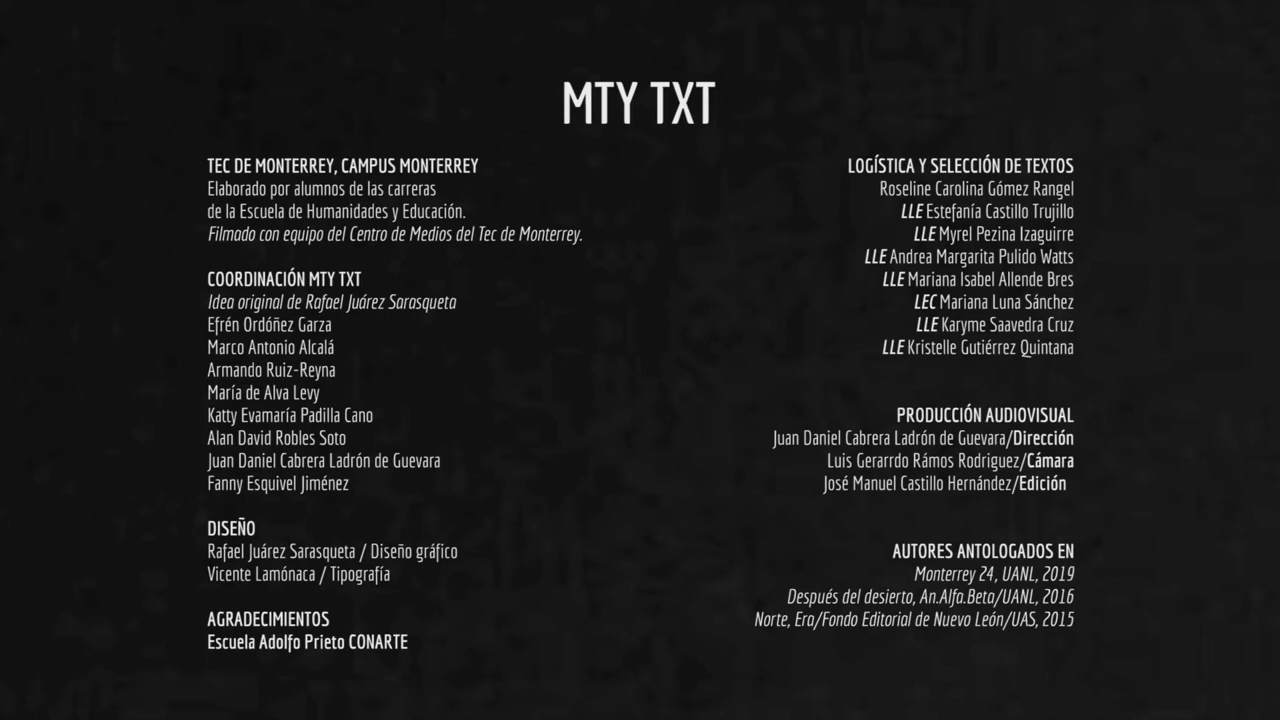 MTY TXT
TEC DE MONTERREY, CAMPUS MONTERREY
Elaborado por alumnos de las carreras
de la Escuela de Humanidades y Educación.
Filmado con equipo del Centro de Medios del Tec de Monterrey.
COORDINACIÓN MTY TXT
Idea original de Rafael Juárez Sarasqueta
Efrén Ordóñez Garza
Marco Antonio Alcalá
Armando Ruiz-Reyna
María de Alva Levy
Katty Evamaría Padilla Cano
Alan David Robles Soto
Juan Daniel Cabrera Ladrón de Guevara
Fanny Esquivel Jiménez
DISEÑO
Rafael Juárez Sarasqueta / Diseño gráfico
Vicente Lamónaca / Tipografía
AGRADECIMIENTOS
Escuela Adolfo Prieto CONARTE
LOGÍSTICA Y SELECCIÓN DE TEXTOS
Roseline Carolina Gómez Rangel
LLE Estefanía Castillo Trujillo
LLE Myrel Pezina Izaguirre
LLE Andrea Margarita Pulido Watts
LLE Mariana Isabel Allende Bres
LEC Mariana Luna Sánchez
LLE Karyme Saavedra Cruz
LLE Kristelle Gutiérrez Quintana
PRODUCCIÓN AUDIOVISUAL
Juan Daniel Cabrera Ladrón de Guevara/Dirección
Luis Gerarrdo Rámos Rodriguez/Cámara
José Manuel Castillo Hernández/Edición
AUTORES ANTOLOGADOS EN
Monterrey 24, UANL, 2019
Después del desierto, An.Alfa.Beta/UANL, 2016
Norte, Era/Fondo Editorial de Nuevo León/UAS, 2015